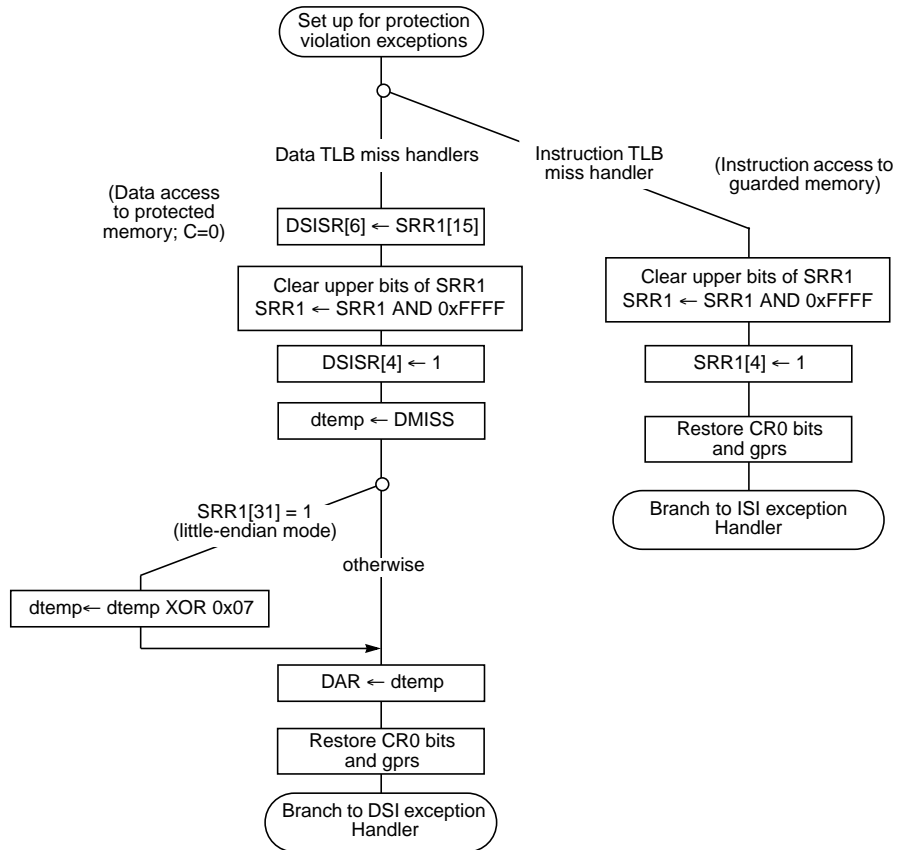 Set up for protection
violation exceptions
Data TLB miss handlers
Instruction TLB
miss handler
(Instruction access to
guarded memory)
(Data access
to protected
memory; C=0)
DSISR[6] ← SRR1[15]
Clear upper bits of SRR1
SRR1 ← SRR1 AND 0xFFFF
DSISR[4] ← 1
dtemp ← DMISS
Clear upper bits of SRR1
SRR1 ← SRR1 AND 0xFFFF
SRR1[4] ← 1
Restore CR0 bits
and gprs
Branch to ISI exception
Handler
SRR1[31] = 1
(little-endian mode)
otherwise
dtemp← dtemp XOR 0x07
DAR ← dtemp
Restore CR0 bits
and gprs
Branch to DSI exception
Handler